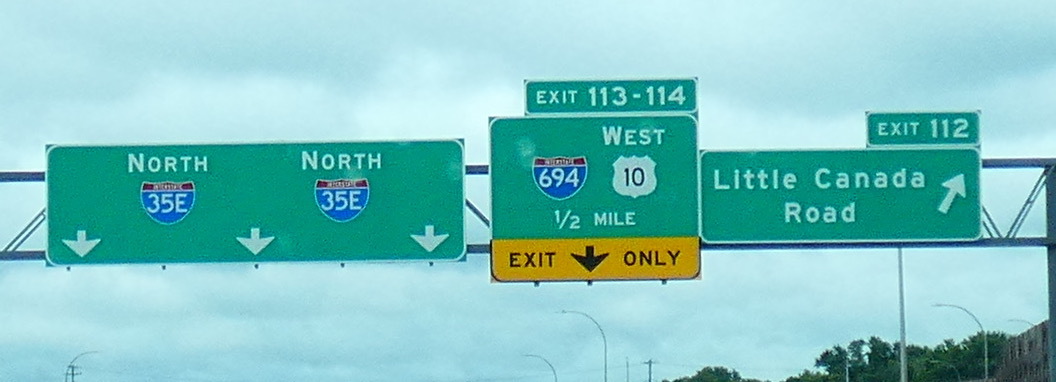 NORTH
INTERSTATE
35E
NORTH
INTERSTATE
35E
EXIT 113-114
WEST
INTERSTATE
694
10
1/2 MILE
EXIT ONLY
EXIT 112
Little Canada
Road